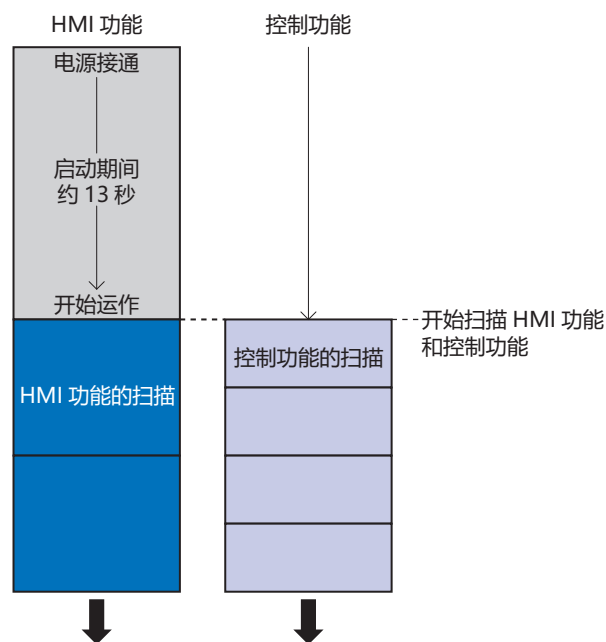 HMI 功能
控制功能
电源接通
启动期间
约 13 秒
开始运作
开始扫描 HMI 功能
和控制功能
控制功能的扫描
HMI 功能的扫描